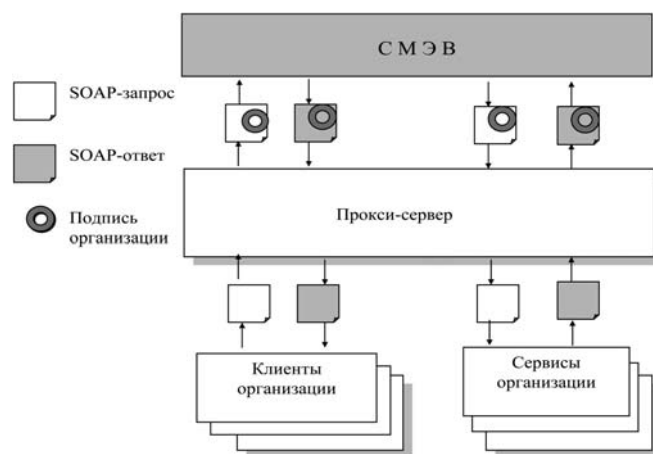 С М Э В
SOAP-запрос
SOAP-ответ
Подпись
организации
Прокси-сервер
Клиенты
организации
Сервисы
организации